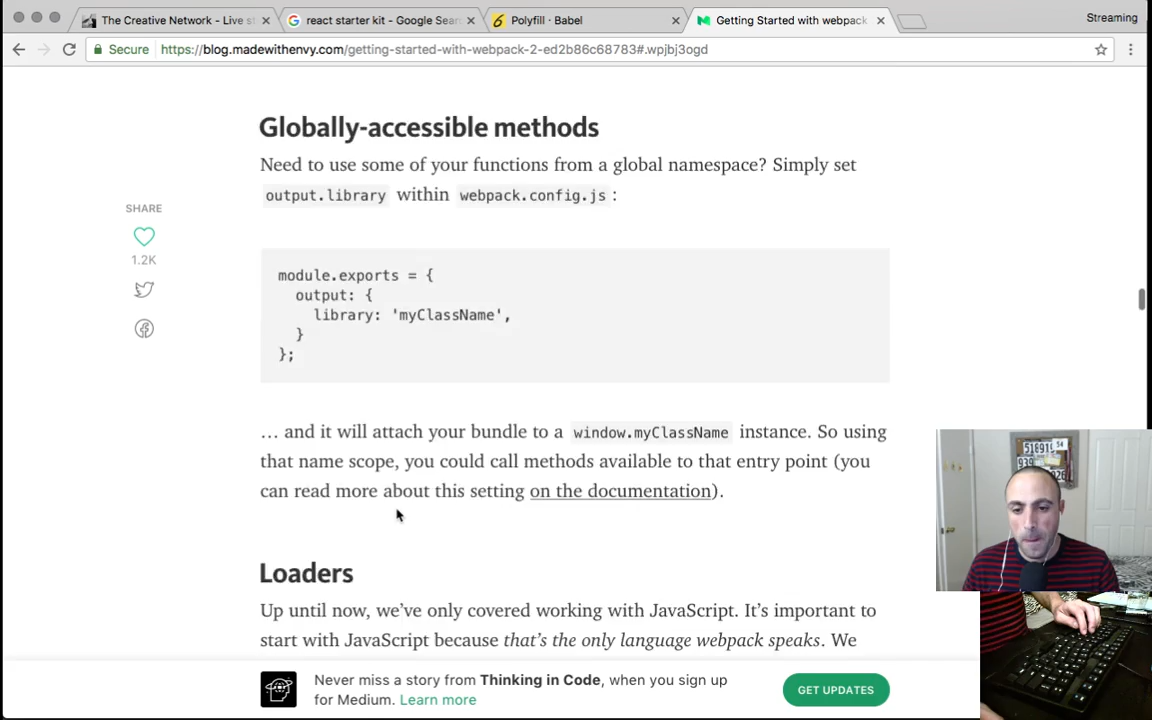 The Creative Network - Live st
react starter kit - Google Sear
Polyfill · Babel
Getting Started with webpack
Streaming
Secure
https://blog.madewithenvy.com/getting-started-with-webpack-2-ed2b86c68783#.wpjbj3ogd
Globally-accessible methods
Need to use some of your functions from a global namespace? Simply set
output.library within webpack.config.js :
SHARE
1.2K
module.exports = {
output: {
library: 'myClassName',
}
};
… and it will attach your bundle to a window.myClassName instance. So using
that name scope, you could call methods available to that entry point (you
can read more about this setting on the documentation).
Loaders
Up until now, we’ve only covered working with JavaScript. It’s important to
start with JavaScript because that’s the only language webpack speaks. We
Never miss a story from Thinking in Code, when you sign up
for Medium. Learn more
GET UPDATES